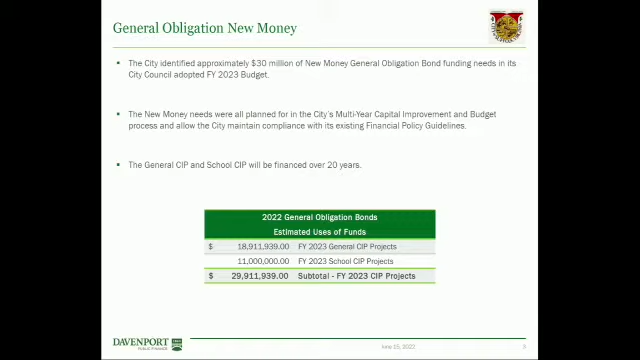 General Obligation New Money
The City identified approximately $30 million of New Money General Obligation Bond funding needs in its
City Council adopted FY 2023 Budget.
The New Money needs were all planned for in the City's Multi-Year Capital Improvement and Budget
process and allow the City maintain compliance with its existing Financial Policy Guidelines.
The General CIP and School CIP will be financed over 20 years.
2022 General Obligation Bonds
Estimated Uses of Funds
$ 18,911,939.00 FY 2023 General CIP Projects
11,000,000.00 FY 2023 School CIP Projects
$ 29,911,939.00 Subtotal - FY 2023 CIP Projects
DAVENPORT
PUBLIC FINANCE
June 15, 2022